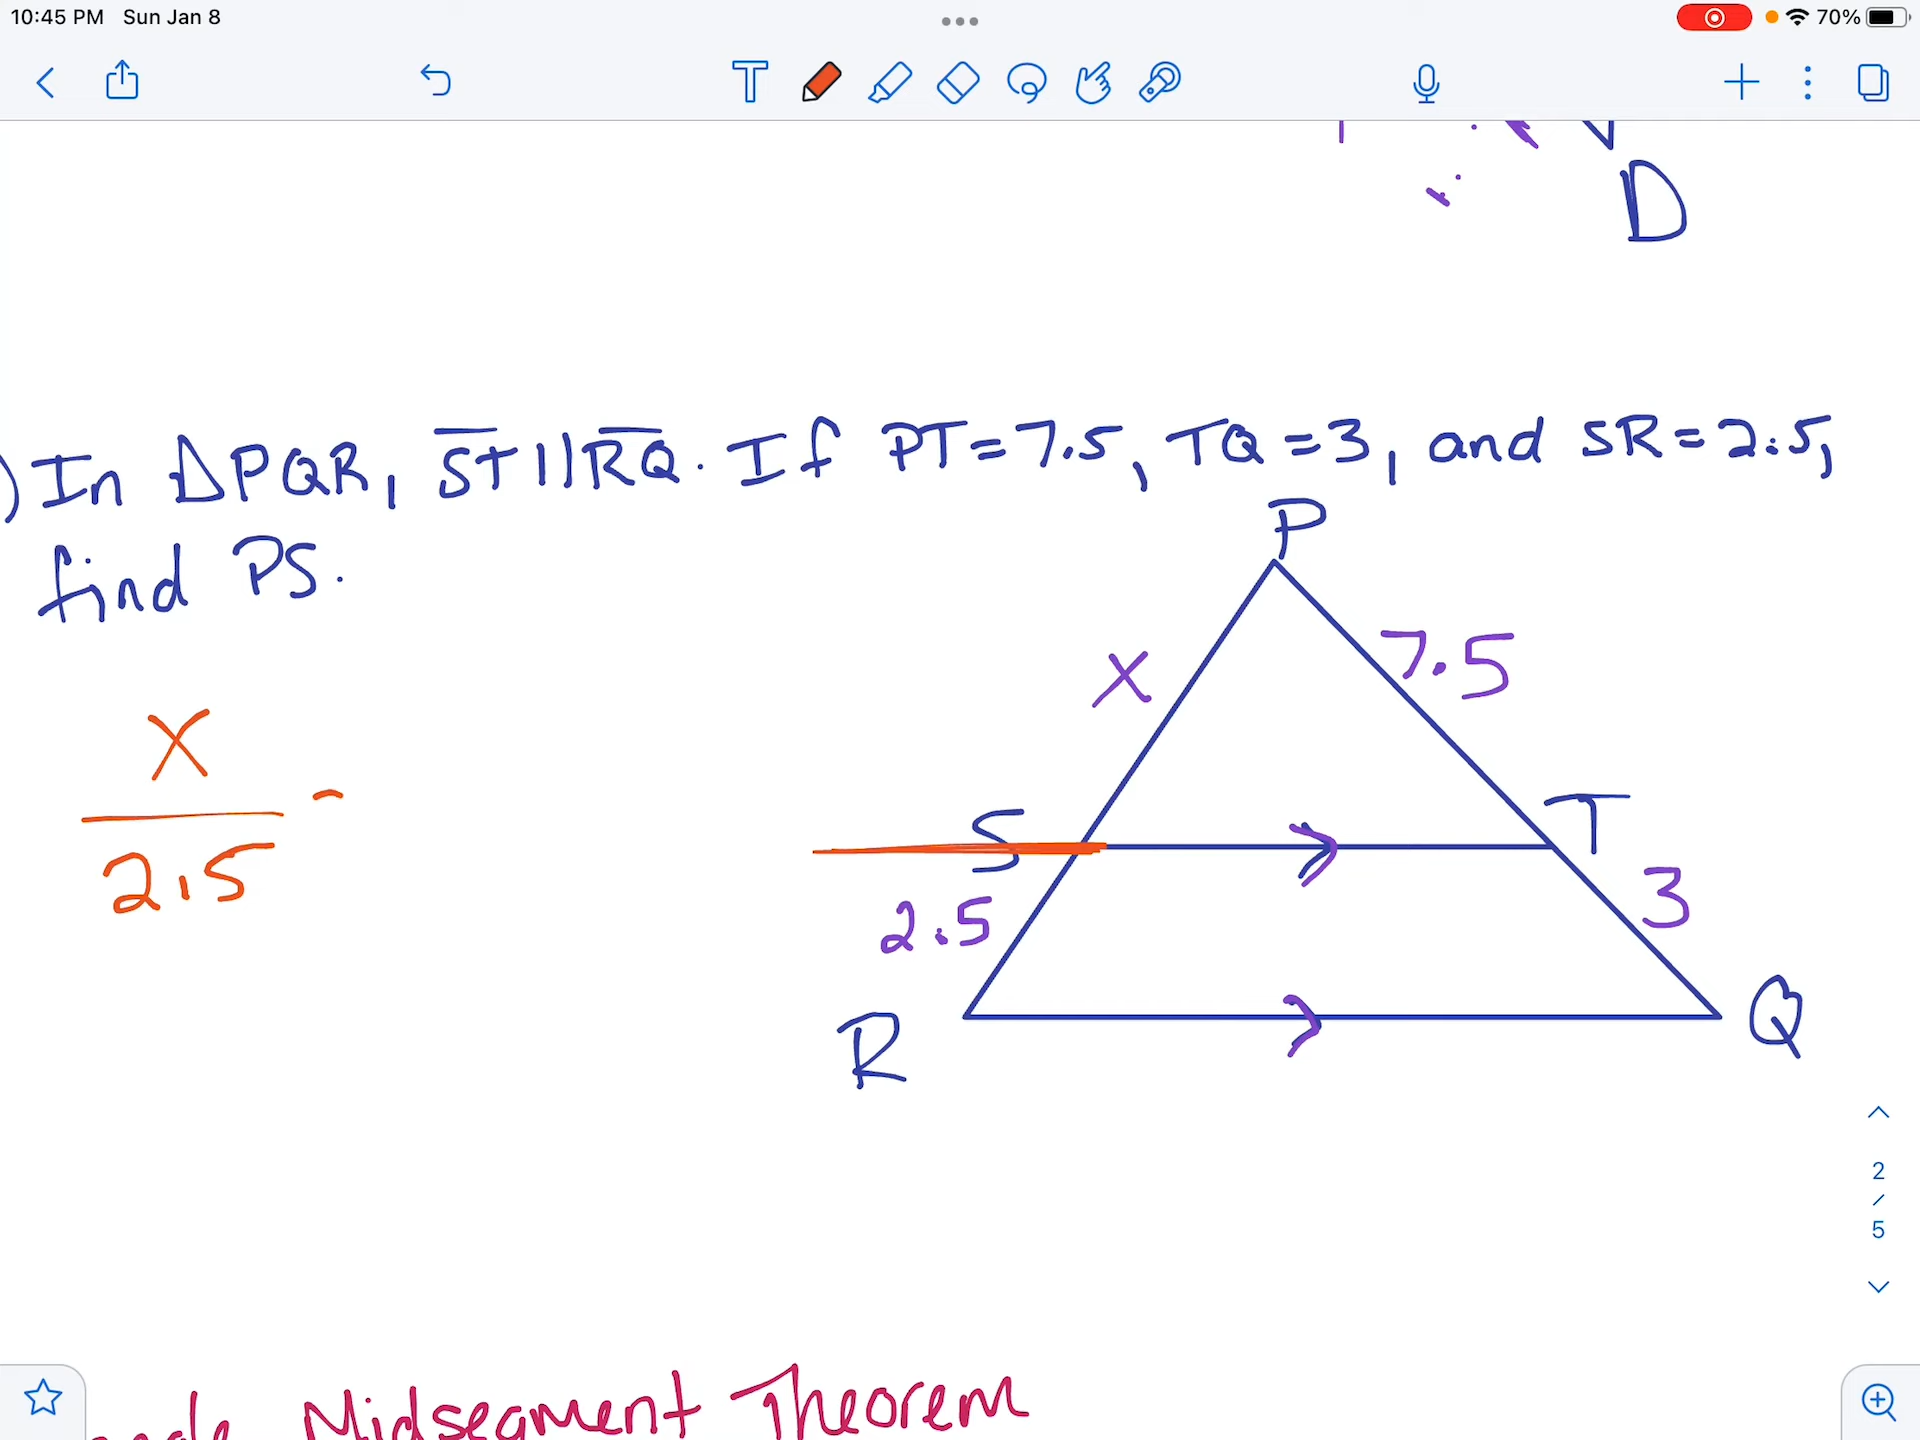 10:45 PM Sun Jan 8
70%
D
) In ΔPQR, ST || RQ. If PT = 7.5, TQ = 3, and SR = 2.5,
find PS.
P
x
7.5
x
2.5
S
T
2.5
3
R
Q
2
/
5
Midsegment Theorem